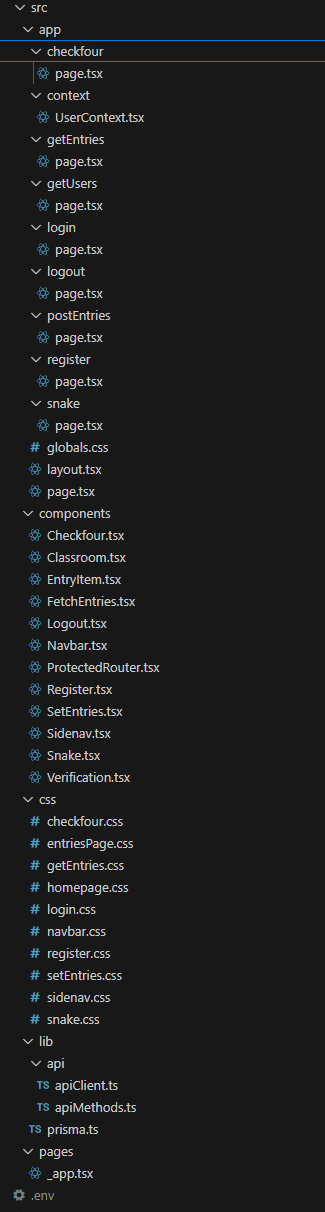 src
app
checkfour
page.tsx
context
UserContext.tsx
getEntries
page.tsx
getUsers
page.tsx
login
page.tsx
logout
page.tsx
postEntries
page.tsx
register
page.tsx
snake
page.tsx
# globals.css
layout.tsx
page.tsx
components
Checkfour.tsx
Classroom.tsx
EntryItem.tsx
FetchEntries.tsx
Logout.tsx
Navbar.tsx
ProtectedRouter.tsx
Register.tsx
SetEntries.tsx
Sidenav.tsx
Snake.tsx
Verification.tsx
css
# checkfour.css
# entriesPage.css
# getEntries.css
# homepage.css
# login.css
# navbar.css
# register.css
# setEntries.css
# sidenav.css
# snake.css
lib
api
TS apiClient.ts
TS apiMethods.ts
TS prisma.ts
pages
_app.tsx
.env